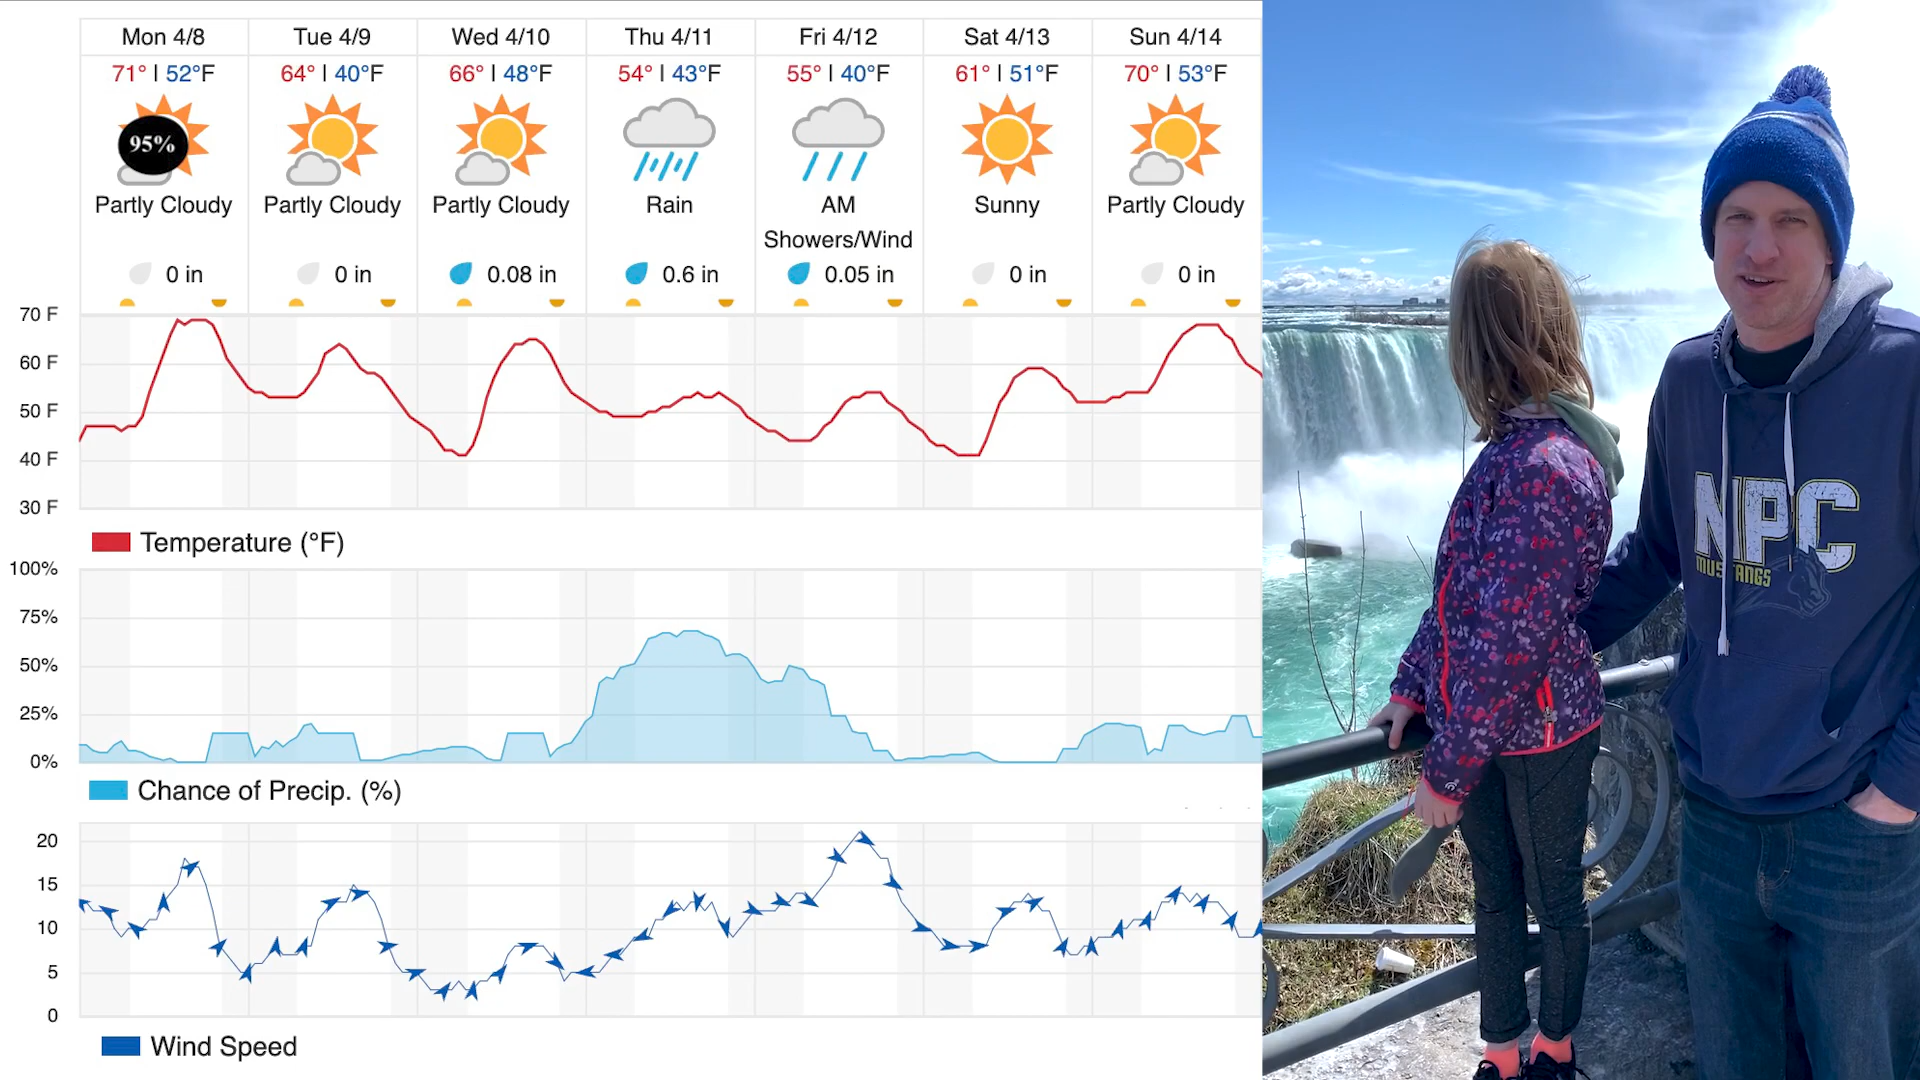 Mon 4/8 Tue 4/9 Wed 4/10 Thu 4/11 Fri 4/12 Sat 4/13 Sun 4/14
71° | 52°F 64° | 40°F 66° | 48°F 54° | 43°F 55° | 40°F 61° | 51°F 70° | 53°F
95%
Partly Cloudy Partly Cloudy Partly Cloudy Rain AM Sunny Partly Cloudy
Showers/Wind
0 in 0 in 0.08 in 0.6 in 0.05 in 0 in 0 in
70 F
60 F
50 F
40 F
30 F
Temperature (°F)
100%
75%
50%
25%
0%
Chance of Precip. (%)
20
15
10
5
0
Wind Speed
NPC
MUSTANGS